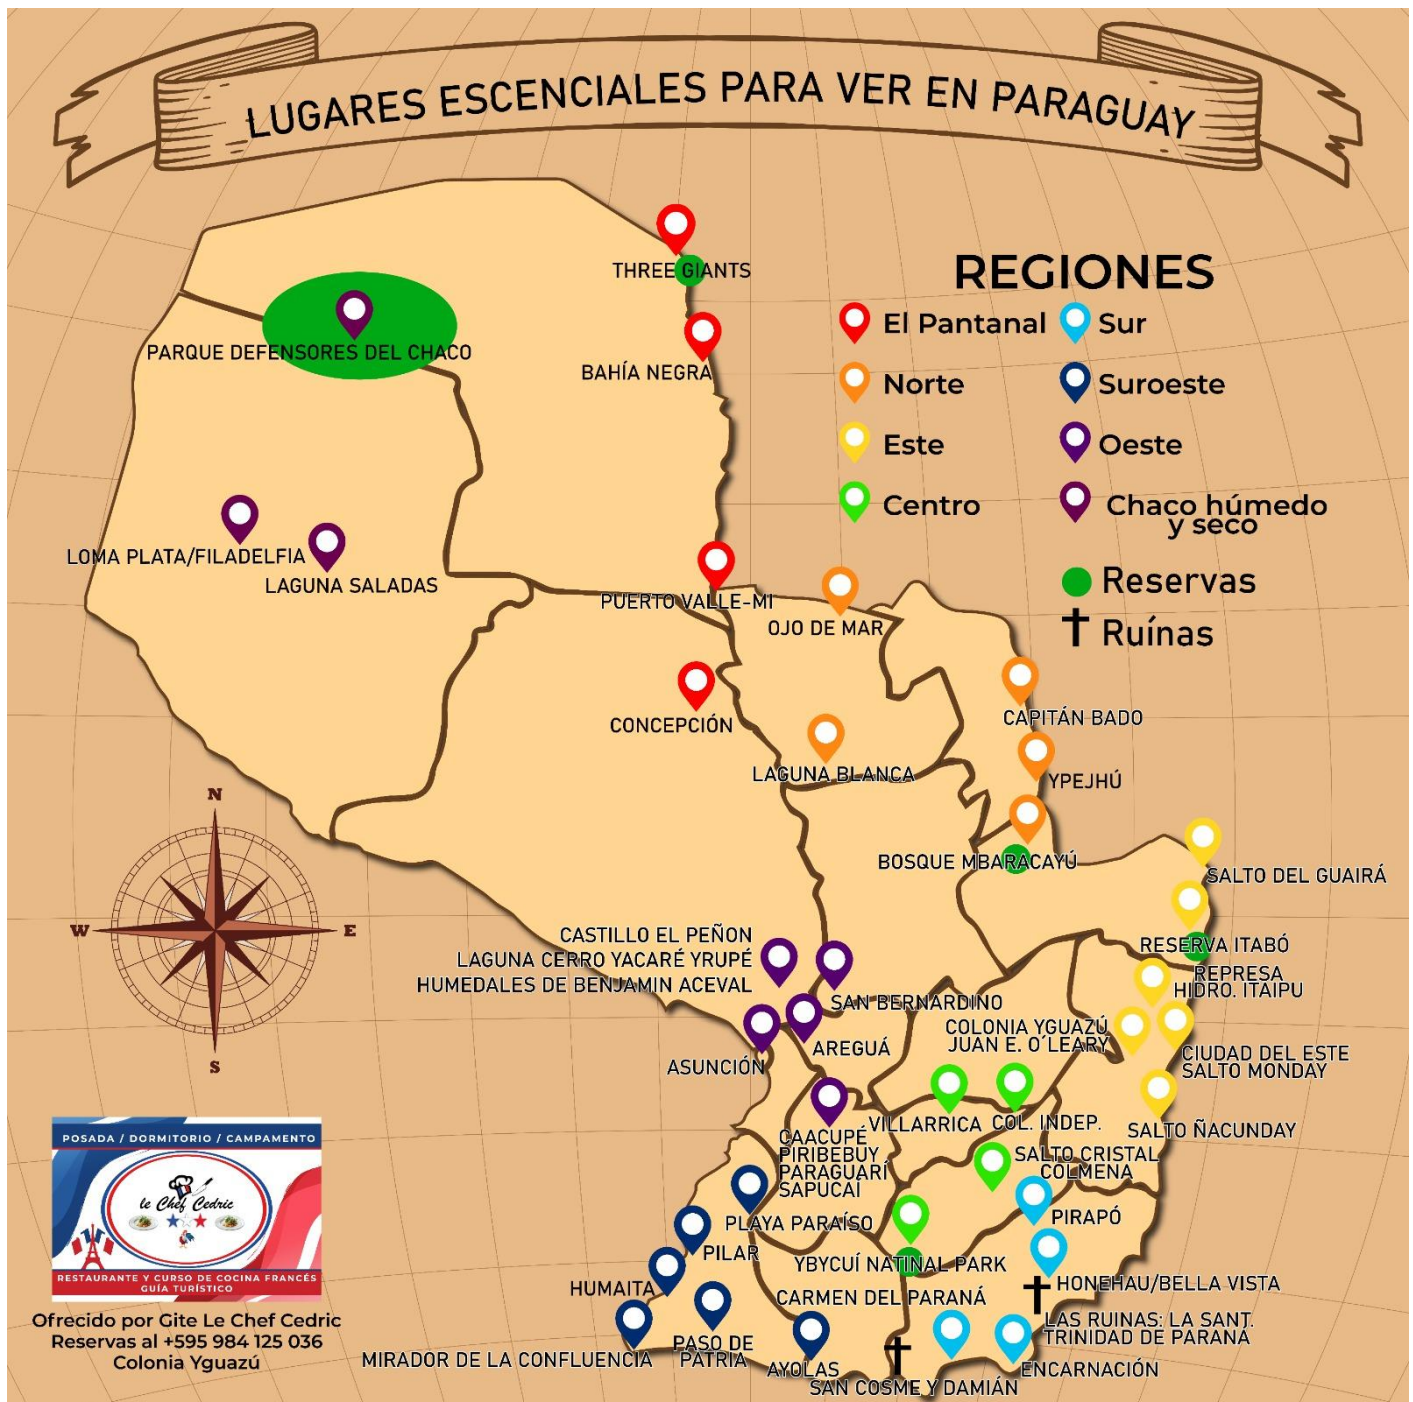 LUGARES ESCENCIALES PARA VER EN PARAGUAY
THREE GIANTS
PARQUE DEFENSORES DEL CHACO
BAHÍA NEGRA
REGIONES
El Pantanal
Sur
Norte
Suroeste
Este
Oeste
Centro
Chaco húmedo
y seco
Reservas
Ruínas
LOMA PLATA/FILADELFIA
LAGUNA SALADAS
PUERTO VALLE-MI
OJO DE MAR
CONCEPCIÓN
CAPITÁN BADO
LAGUNA BLANCA
YPEJHÚ
BOSQUE MBARACAYÚ
SALTO DEL GUAIRÁ
N
W
E
S
CASTILLO EL PEÑON
LAGUNA CERRO YACARÉ YRUPÉ
HUMEDALES DE BENJAMIN ACEVAL
RESERVA ITABÓ
REPRESA
HIDRO. ITAIPU
SAN BERNARDINO
COLONIA YGUAZÚ
JUAN E. O´LEARY
AREGUÁ
ASUNCIÓN
CIUDAD DEL ESTE
SALTO MONDAY
VILLARRICA
COL. INDEP.
SALTO ÑACUNDAY
CAACUPÉ
PIRIBEBUY
PARAGUARÍ
SAPUCAÍ
SALTO CRISTAL
COLMENA
PLAYA PARAÍSO
PIRAPÓ
PILAR
YBYCUÍ NATINAL PARK
HUMAITA
HONEHAU/BELLA VISTA
CARMEN DEL PARANÁ
LAS RUINAS: LA SANT.
TRINIDAD DE PARANÁ
PASO DE
PATRIA
MIRADOR DE LA CONFLUENCIA
AYOLAS
ENCARNACIÓN
SAN COSME Y DAMIÁN
POSADA / DORMITORIO / CAMPAMENTO
le Chef Cedric
RESTAURANTE Y CURSO DE COCINA FRANCÉS
GUÍA TURÍSTICO
Ofrecido por Gite Le Chef Cedric
Reservas al +595 984 125 036
Colonia Yguazú